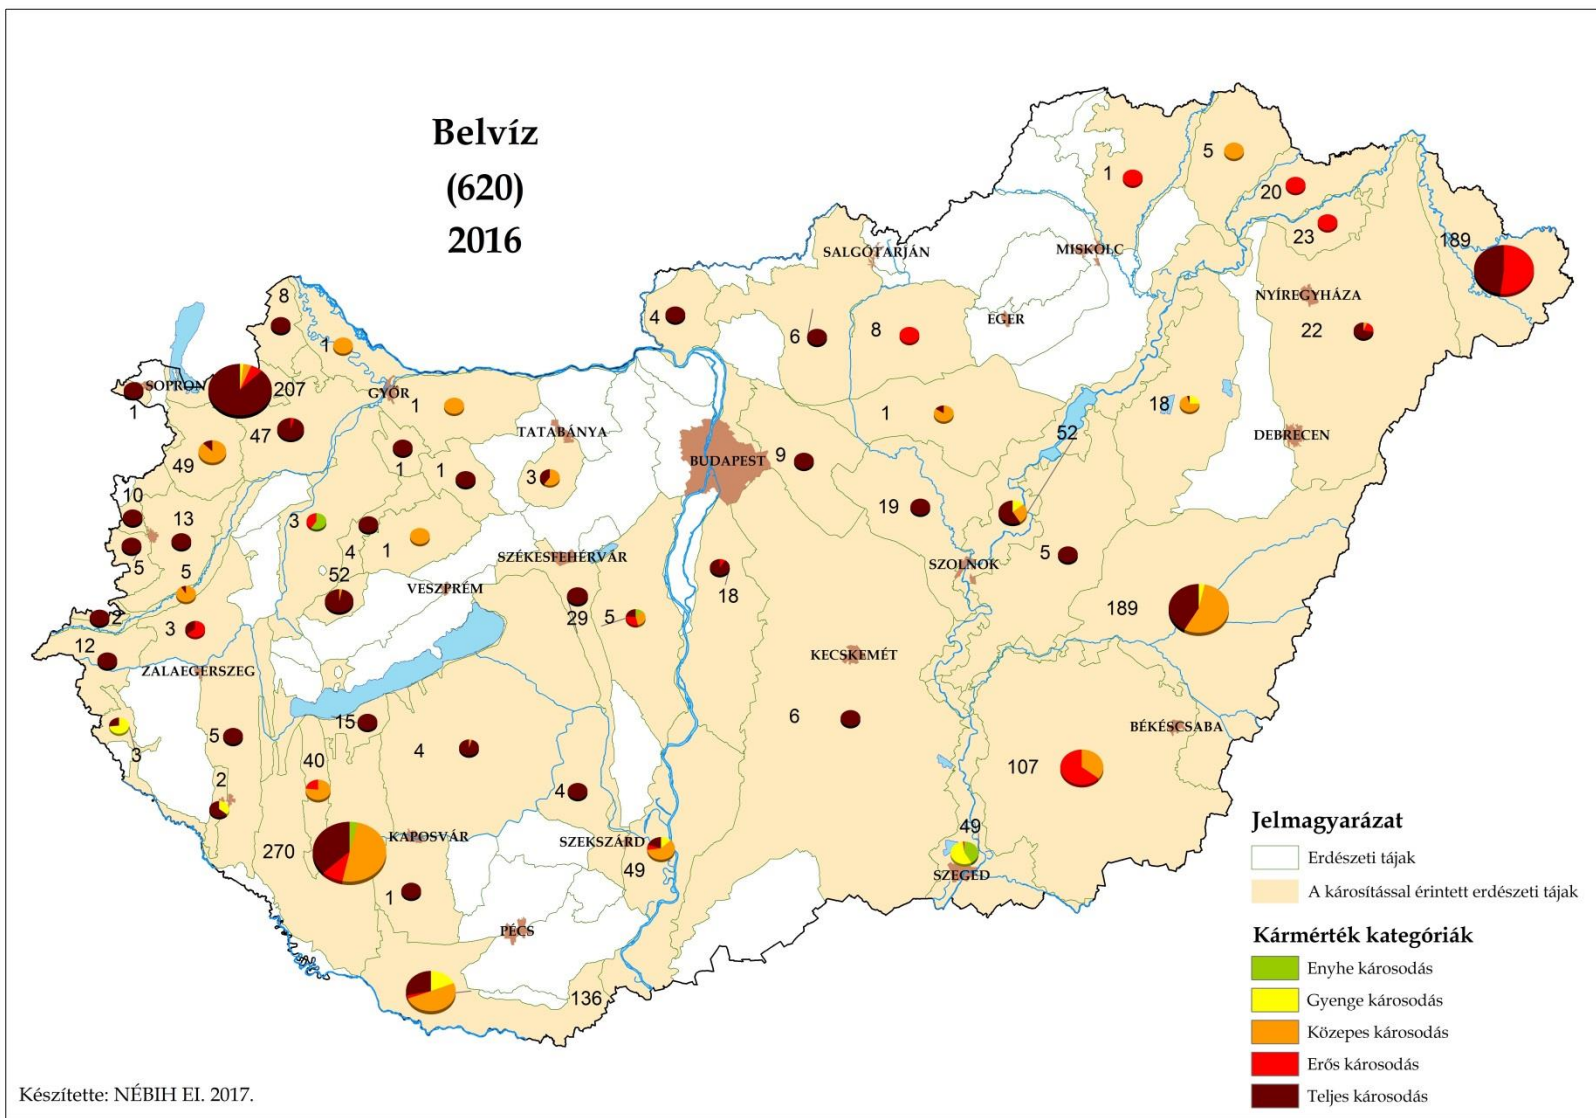 Belvíz
(620)
2016
1
5
20
23
189
SALGÓTARJÁN
MISKOLC
NYÍREGYHÁZA
EGER
22
8
4
6
8
1
SOPRON
1
207
GYŐR
1
47
49
TATABÁNYA
3
1
1
BUDAPEST
9
1
18
52
DEBRECEN
10
13
5
5
3
4
1
52
19
SZÉKESFEHÉRVÁR
VESZPRÉM
SZOLNOK
5
18
29
5
189
2
3
12
ZALAEGERSZEG
KECSKEMÉT
6
BÉKÉSCSABA
3
5
15
4
40
2
107
4
270
KAPOSVÁR
SZEKSZÁRD
49
49
SZEGED
1
PÉCS
136
Jelmagyarázat
Erdészeti tájak
A károsítással érintett erdészeti tájak
Kármérték kategóriák
Enyhe károsodás
Gyenge károsodás
Közepes károsodás
Erős károsodás
Teljes károsodás
Készítette: NÉBIH EI. 2017.